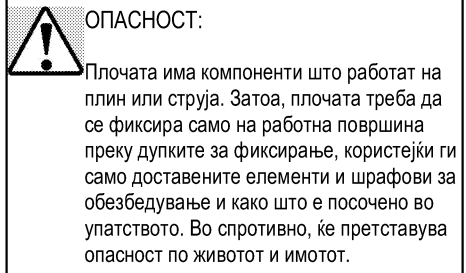 ОПАСНОСТ:
Плочата има компоненти што работат на
плин или струја. Затоа, плочата треба да
се фиксира само на работна површина
преку дупките за фиксирање, користејќи ги
само доставените елементи и шрафови за
обезбедување и како што е посочено во
упатството. Во спротивно, ќе претставува
опасност по животот и имотот.